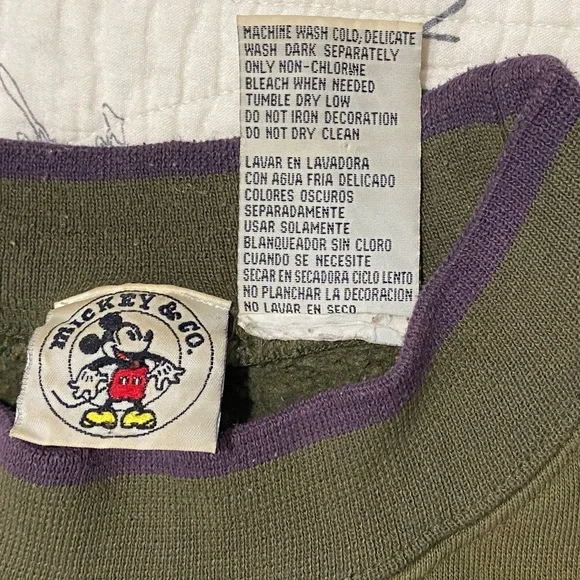 MACHINE WASH COLD, DELICATE
WASH DARK SEPARATELY
ONLY NON-CHLORINE
BLEACH WHEN NEEDED
TUMBLE DRY LOW
DO NOT IRON DECORATION
DO NOT DRY CLEAN
LAVAR EN LAVADORA
CON AGUA FRIA DELICADO
COLORES OSCUROS
SEPARADAMENTE
USAR SOLAMENTE
BLANQUEADOR SIN CLORO
CUANDO SE NECESITE
SECAR EN SECADORA CICLO LENTO
NO PLANCHAR LA DECORACION
NO LAVAR EN SECO
MICKEY & CO.